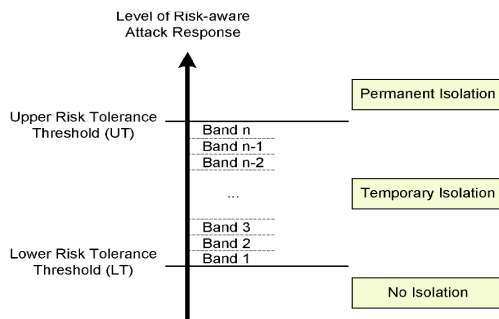 Level of Risk-aware
Attack Response
Permanent Isolation
Upper Risk Tolerance
Threshold (UT)
Band n
Band n-1
Band n-2
...
Temporary Isolation
Band 3
Band 2
Band 1
Lower Risk Tolerance
Threshold (LT)
No Isolation